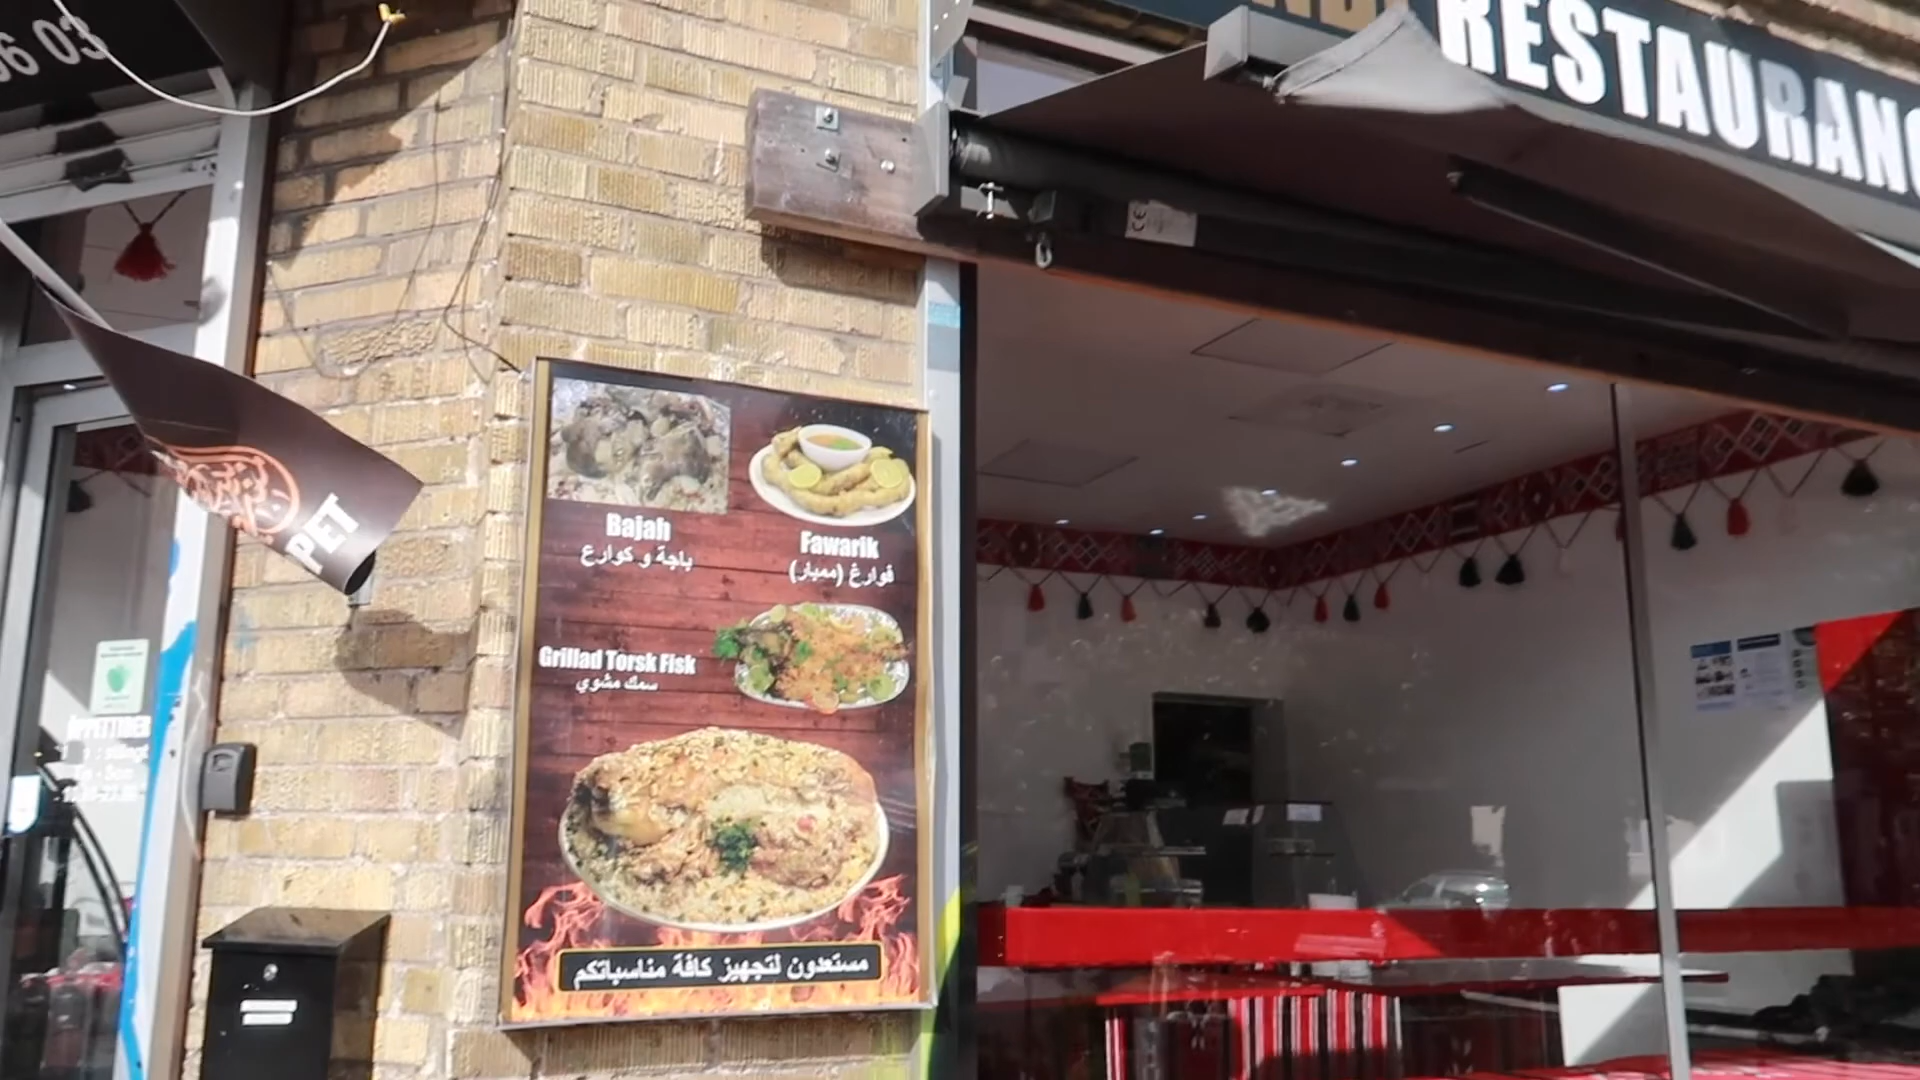 06 03
RESTAURANG
PET
Bajah
باجة و كوارع
Fawarik
فوارغ (ممبار)
Grillad Torsk Fisk
سمك مشوي
مستعدون لتجهيز كافة مناسباتكم
ÖPPETTIDER
CE